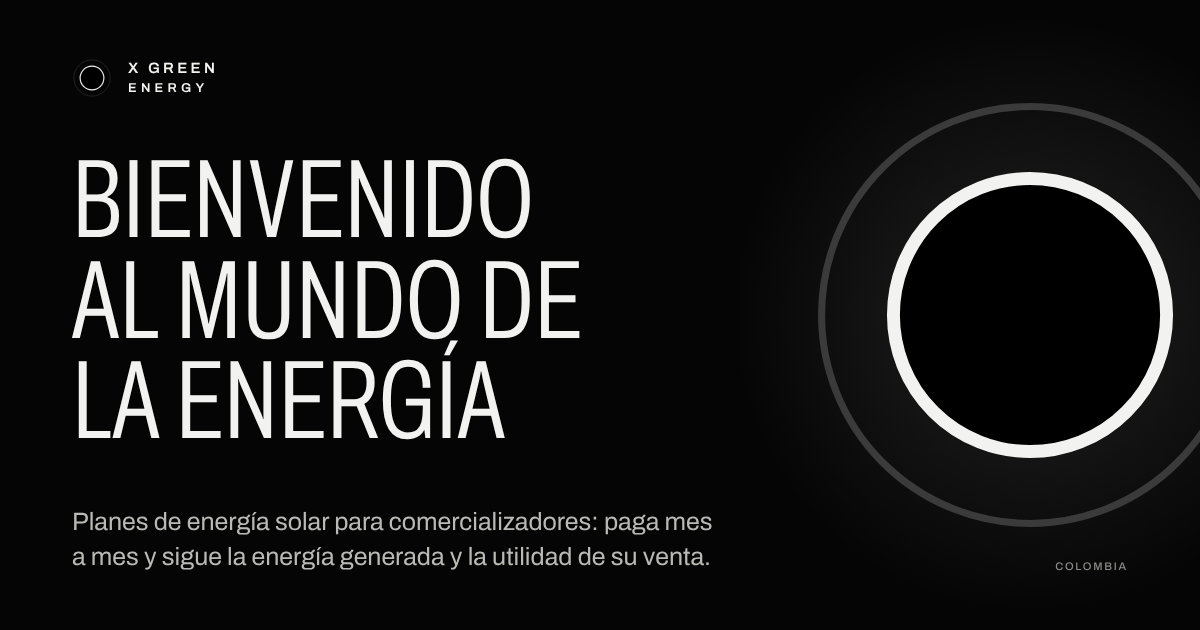 X GREEN
ENERGY
BIENVENIDO
AL MUNDO DE
LA ENERGÍA
Planes de energía solar para comercializadores: paga mes
a mes y sigue la energía generada y la utilidad de su venta.
COLOMBIA